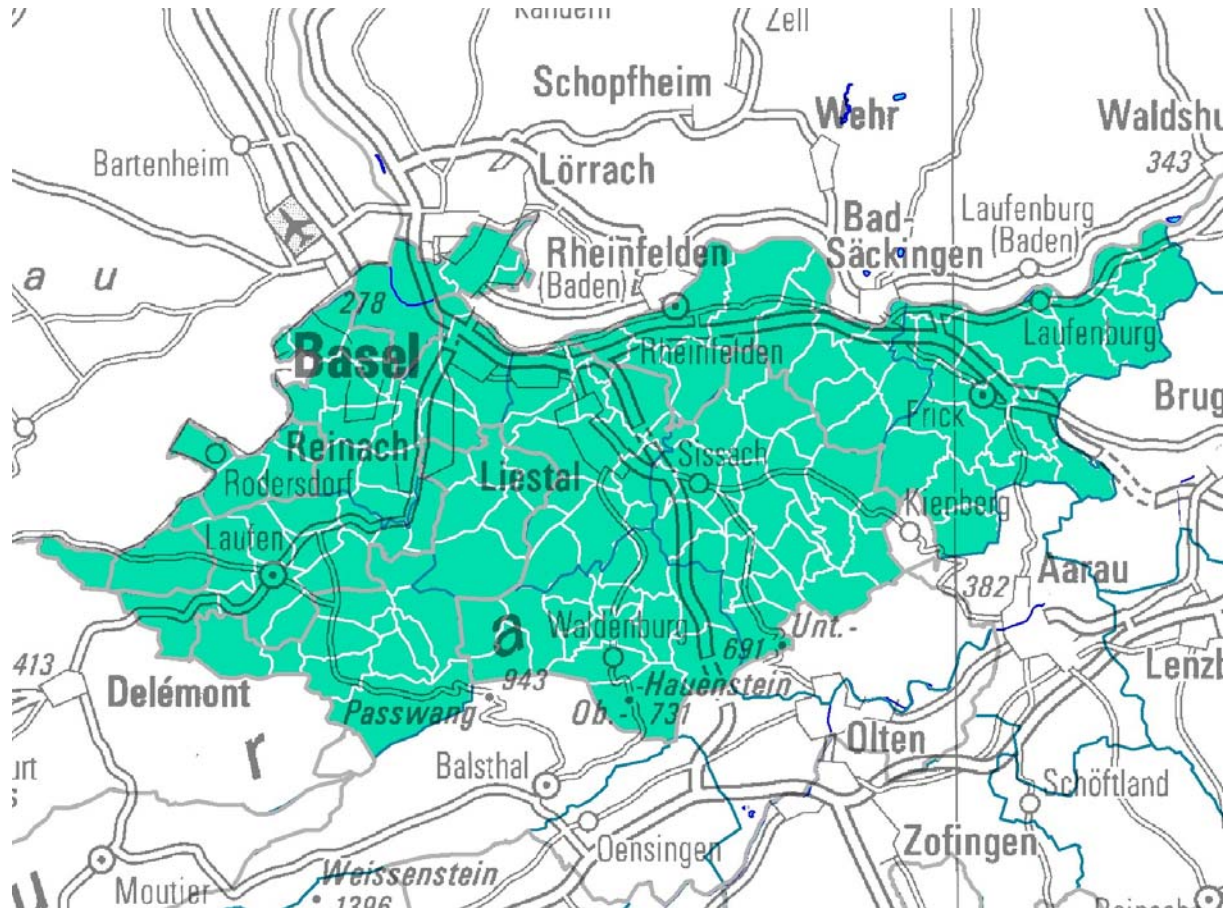 Kandern
Zell
Schopfheim
Wehr
Waldshu
343
Bartenheim
Lörrach
Laufenburg
(Baden)
Bad-
Säckingen
Rheinfelden
(Baden)
a u
278
Laufenburg
Basel
Rheinfelden
Frick
Brug
Reinach
Rodersdorf
Liestal
Sissach
Kienberg
Laufen
Aarau
382
a
Waldenburg
Unt.-
691
413
Delémont
943
-Hauenstein
Lenzb
Passwang
Ob.-
731
r
Olten
urt
s
Balsthal
Schöftland
Oensingen
Zofingen
Moutier
Weissenstein
1396
u